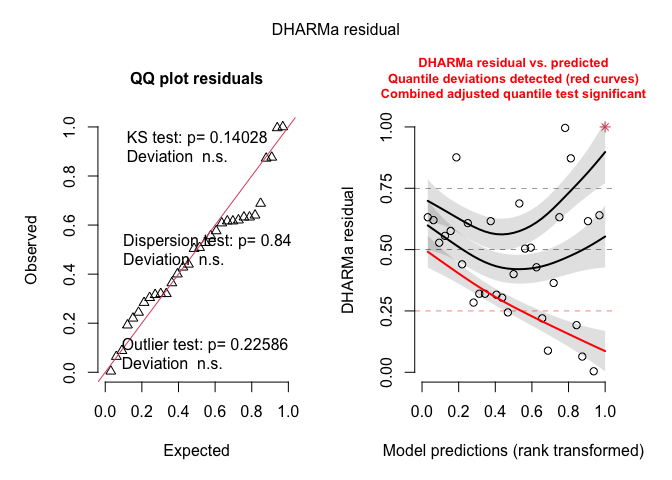 DHARMa residual
QQ plot residuals
KS test: p= 0.14028
Deviation n.s.
Dispersion test: p= 0.84
Deviation n.s.
Outlier test: p= 0.22586
Deviation n.s.
Observed
0.0
0.2
0.4
0.6
0.8
1.0
0.0
0.2
0.4
0.6
0.8
1.0
Expected
DHARMa residual vs. predicted
Quantile deviations detected (red curves)
Combined adjusted quantile test significant
DHARMa residual
0.00
0.25
0.50
0.75
1.00
0.0
0.2
0.4
0.6
0.8
1.0
Model predictions (rank transformed)